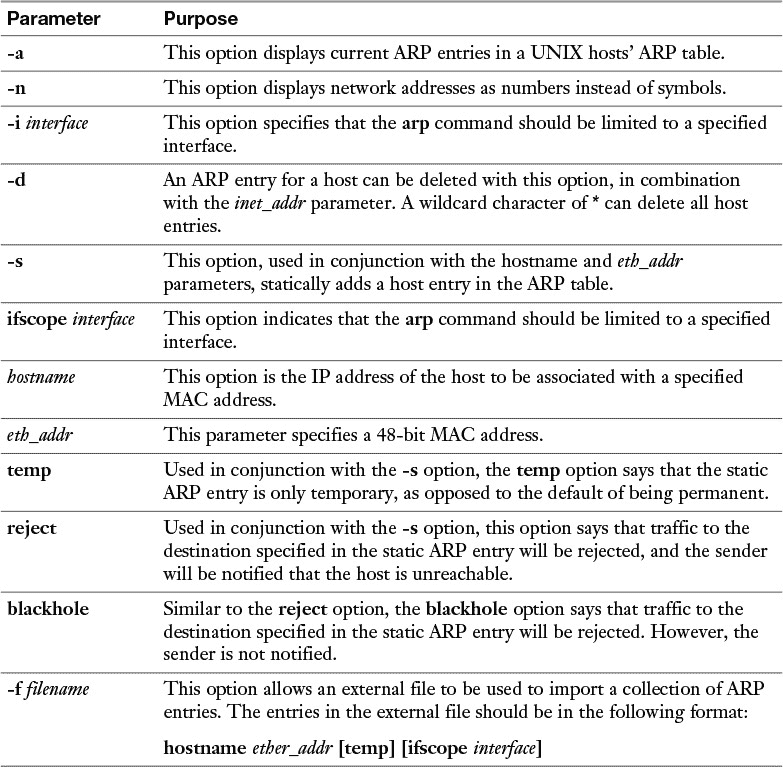 Parameter Purpose
-a This option displays current ARP entries in a UNIX hosts’ ARP table.
-n This option displays network addresses as numbers instead of symbols.
-i interface This option specifies that the arp command should be limited to a specified
interface.
-d An ARP entry for a host can be deleted with this option, in combination
with the inet_addr parameter. A wildcard character of * can delete all host
entries.
-s This option, used in conjunction with the hostname and eth_addr
parameters, statically adds a host entry in the ARP table.
ifscope interface This option indicates that the arp command should be limited to a specified
interface.
hostname This option is the IP address of the host to be associated with a specified
MAC address.
eth_addr This parameter specifies a 48-bit MAC address.
temp Used in conjunction with the -s option, the temp option says that the static
ARP entry is only temporary, as opposed to the default of being permanent.
reject Used in conjunction with the -s option, this option says that traffic to the
destination specified in the static ARP entry will be rejected, and the sender
will be notified that the host is unreachable.
blackhole Similar to the reject option, the blackhole option says that traffic to the
destination specified in the static ARP entry will be rejected. However, the
sender is not notified.
-f filename This option allows an external file to be used to import a collection of ARP
entries. The entries in the external file should be in the following format:
hostname ether_addr [temp] [ifscope interface]